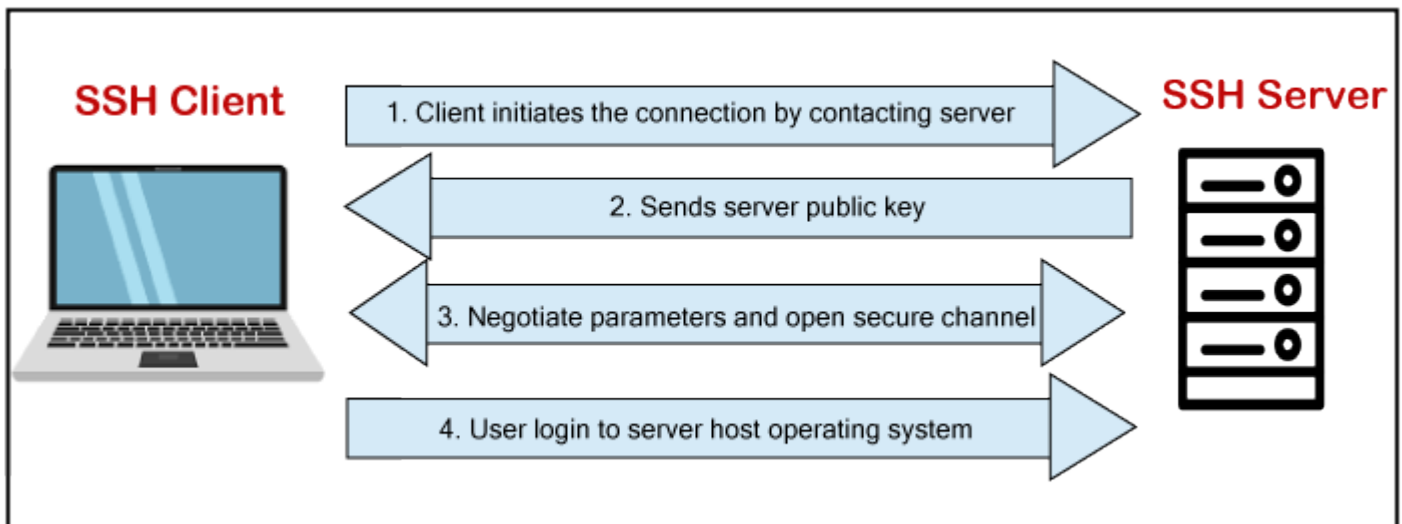 SSH Client
SSH Server
1. Client initiates the connection by contacting server
2. Sends server public key
3. Negotiate parameters and open secure channel
4. User login to server host operating system